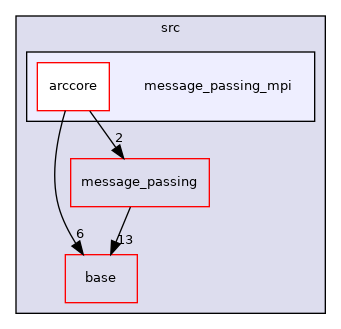 src
arccore
message_passing_mpi
2
message_passing
6
13
base